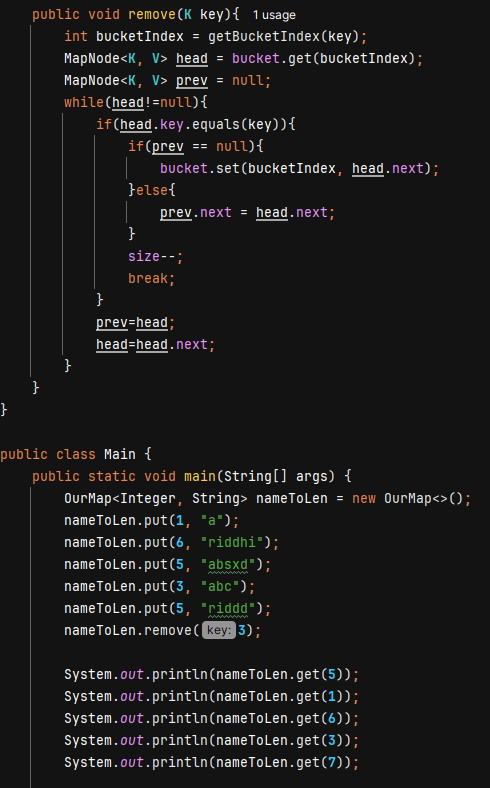 public void remove(K key){ 1 usage
int bucketIndex = getBucketIndex(key);
MapNode<K, V> head = bucket.get(bucketIndex);
MapNode<K, V> prev = null;
while(head!=null){
if(head.key.equals(key)){
if(prev == null){
bucket.set(bucketIndex, head.next);
}else{
prev.next = head.next;
}
size--;
break;
}
prev=head;
head=head.next;
}
}
}
public class Main {
public static void main(String[] args) {
OurMap<Integer, String> nameToLen = new OurMap<>();
nameToLen.put(1, "a");
nameToLen.put(6, "riddhi");
nameToLen.put(5, "absxd");
nameToLen.put(3, "abc");
nameToLen.put(5, "riddd");
nameToLen.remove( key: 3);
System.out.println(nameToLen.get(5));
System.out.println(nameToLen.get(1));
System.out.println(nameToLen.get(6));
System.out.println(nameToLen.get(3));
System.out.println(nameToLen.get(7));